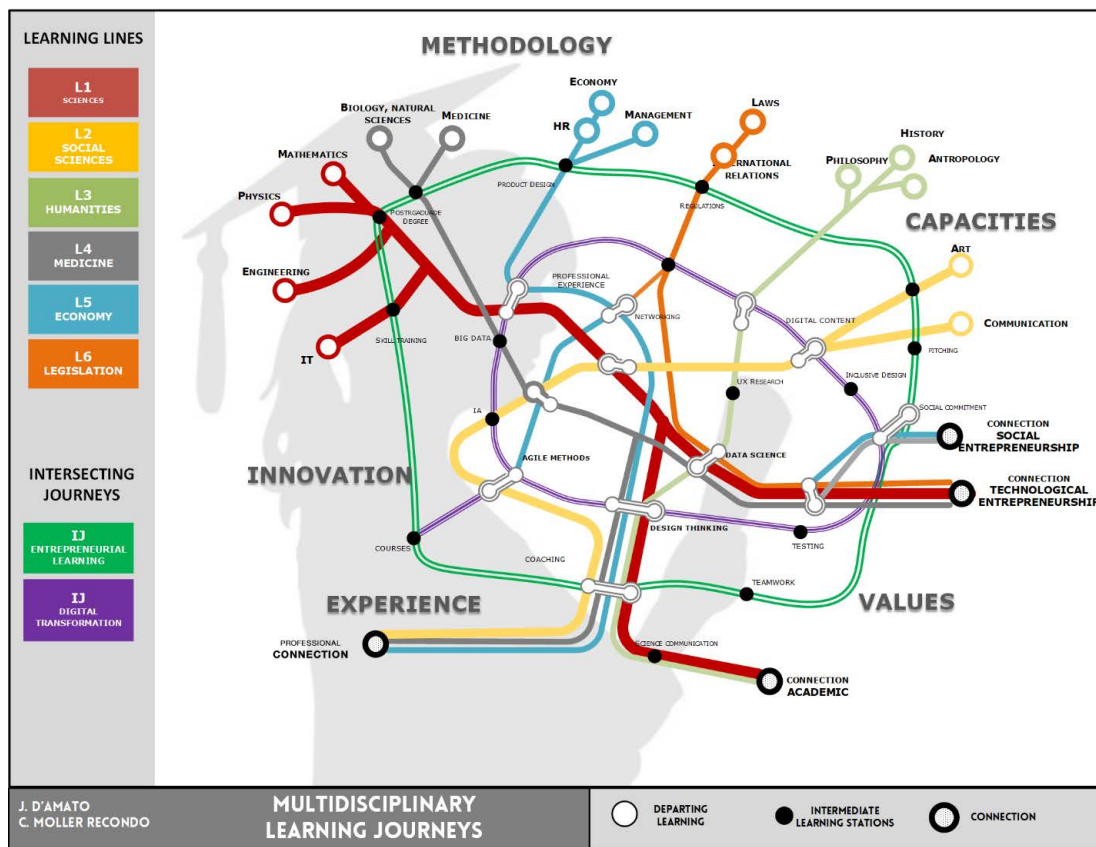 LEARNING LINES
L1
SCIENCES
L2
SOCIAL
SCIENCES
L3
HUMANITIES
L4
MEDICINE
L5
ECONOMY
L6
LEGISLATION
INTERSECTING
JOURNEYS
IJ
ENTREPRENEURIAL
LEARNING
IJ
DIGITAL
TRANSFORMATION
METHODOLOGY
ECONOMY
HR
MANAGEMENT
LAWS
BIOLOGY, NATURAL
SCIENCES
MEDICINE
HISTORY
PHILOSOPHY
ANTROPOLOGY
MATHEMATICS
PHYSICS
ENGINEERING
IT
PRODUCT DESIGN
INTERNATIONAL
RELATIONS
REGULATIONS
POSTRGADUAGE
DEGREE
CAPACITIES
ART
COMMUNICATION
PROFESSIONAL
EXPERIENCE
NETWORKING
DIGITAL CONTENT
SKILL TRAINING
BIG DATA
PITCHING
INCLUSIVE DESIGN
UX RESEARCH
IA
SOCIAL COMMITMENT
CONNECTION
SOCIAL
ENTREPRENEURSHIP
INNOVATION
AGILE METHODS
DATA SCIENCE
CONNECTION
TECHNOLOGICAL
ENTREPRENEURSHIP
DESIGN THINKING
TESTING
COURSES
COACHING
TEAMWORK
EXPERIENCE
VALUES
PROFESSIONAL
CONNECTION
SCIENCE COMMUNICATION
CONNECTION
ACADEMIC
J. D'AMATO
C. MOLLER RECONDO
MULTIDISCIPLINARY
LEARNING JOURNEYS
DEPARTING
LEARNING
INTERMEDIATE
LEARNING STATIONS
CONNECTION